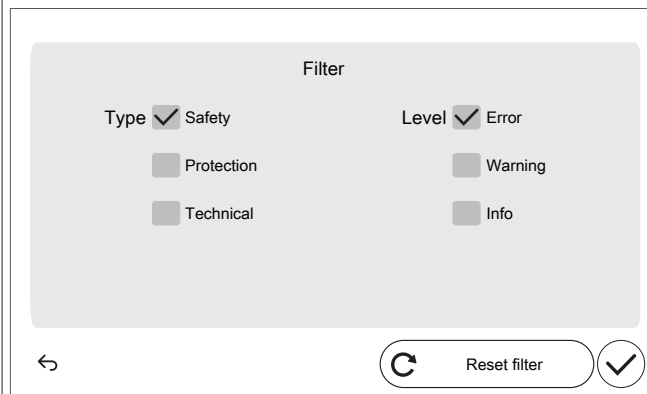 Filter
Type Safety Level Error
Protection Warning
Technical Info
Reset filter